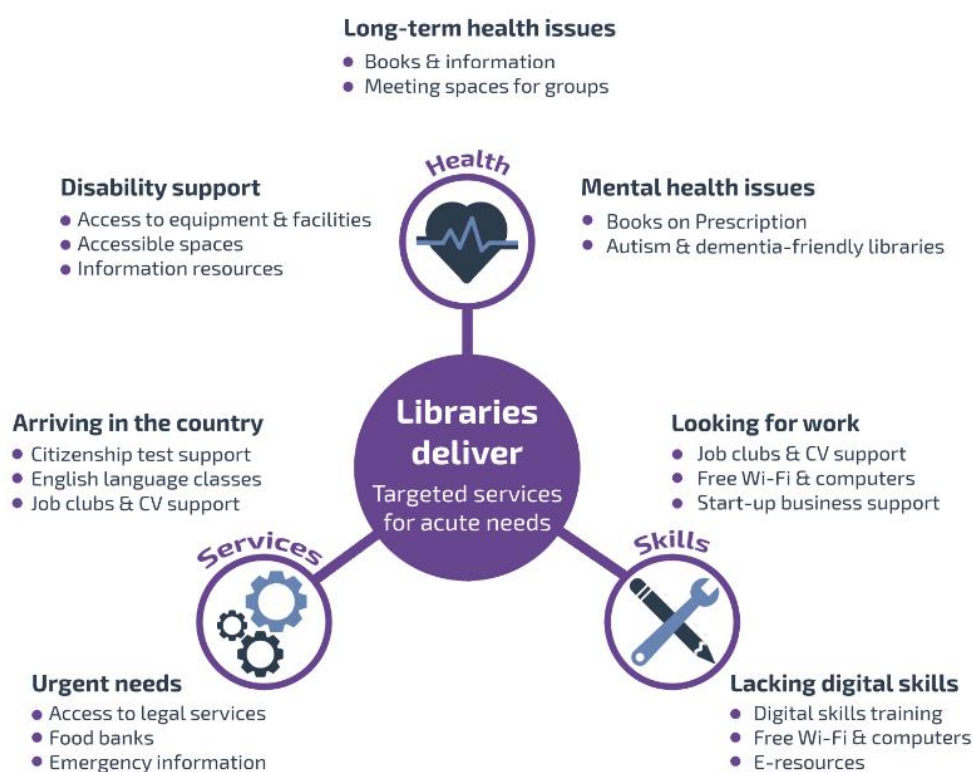 Long-term health issues
Books & information
Meeting spaces for groups
Health
Disability support
Access to equipment & facilities
Accessible spaces
Information resources
Mental health issues
Books on Prescription
Autism & dementia-friendly libraries
Libraries
deliver
Targeted services
for acute needs
Arriving in the country
Citizenship test support
English language classes
Job clubs & CV support
Looking for work
Job clubs & CV support
Free Wi-Fi & computers
Start-up business support
Services
Skills
Urgent needs
Access to legal services
Food banks
Emergency information
Lacking digital skills
Digital skills training
Free Wi-Fi & computers
E-resources